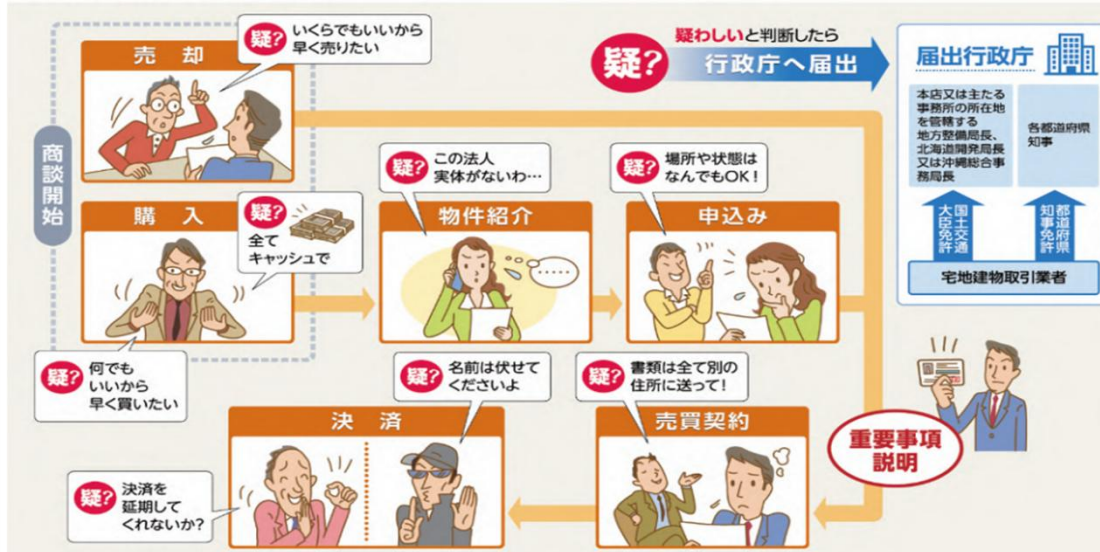 疑? いくらでもいいから
早く売りたい
売却
商談開始
購入
疑?
全て
キャッシュで
疑? 何でも
いいから
早く買いたい
疑? この法人
実体がないわ…
物件紹介
疑? 場所や状態は
なんでもOK!
申込み
疑?
疑わしいと判断したら
行政庁へ届出
届出行政庁
本店又は主たる
事務所の所在地
を管轄する
地方整備局長、
北海道開発局長
又は沖縄総合事
務局長
各都道府県
知事
国土交通
大臣免許
都道府県
知事免許
宅地建物取引業者
重要事項
説明
疑? 書類は全て別の
住所に送って!
売買契約
疑? 名前は伏せて
くださいよ
決済
疑? 決済を
延期して
くれないか?